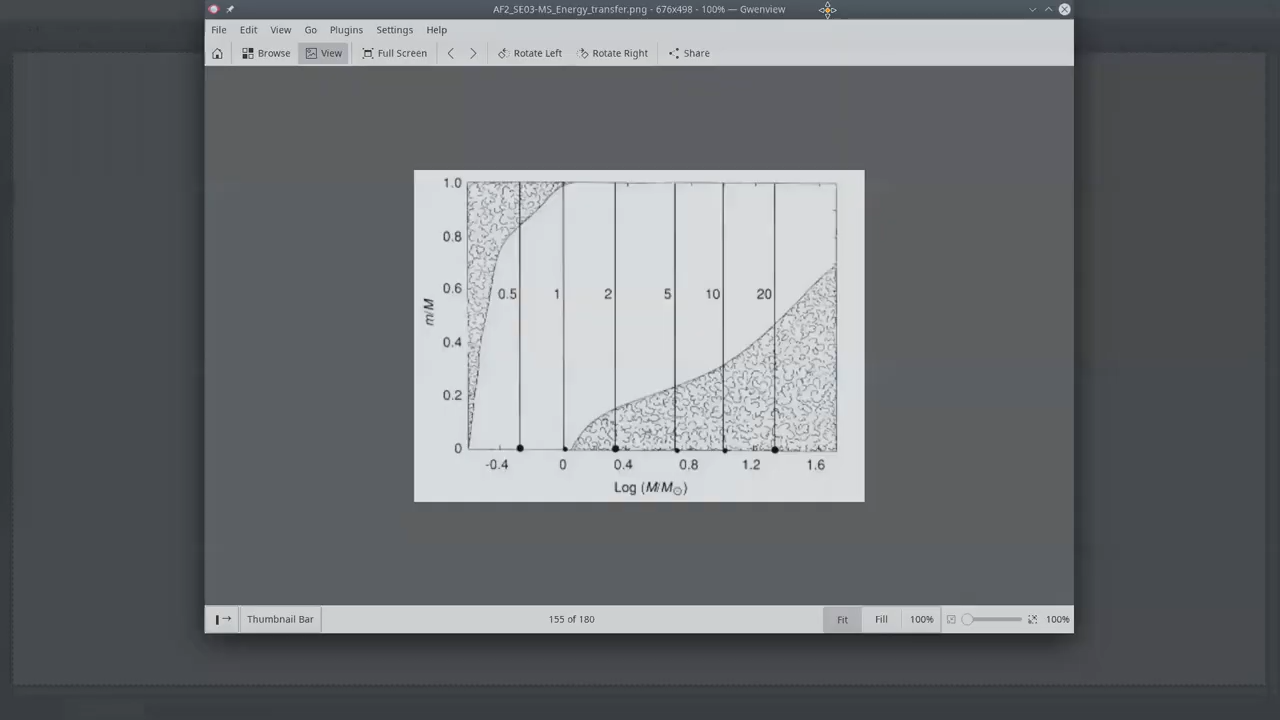 AF2_SE03-MS_Energy_transfer.png - 676x498 - 100% — Gwenview
File Edit View Go Plugins Settings Help
Browse View Full Screen Rotate Left Rotate Right Share
1.0
0.8
0.6
0.4
0.2
0
m/M
0.5 1 2 5 10 20
-0.4 0 0.4 0.8 1.2 1.6
Log (M/M☉)
Thumbnail Bar 155 of 180 Fit Fill 100% 100%